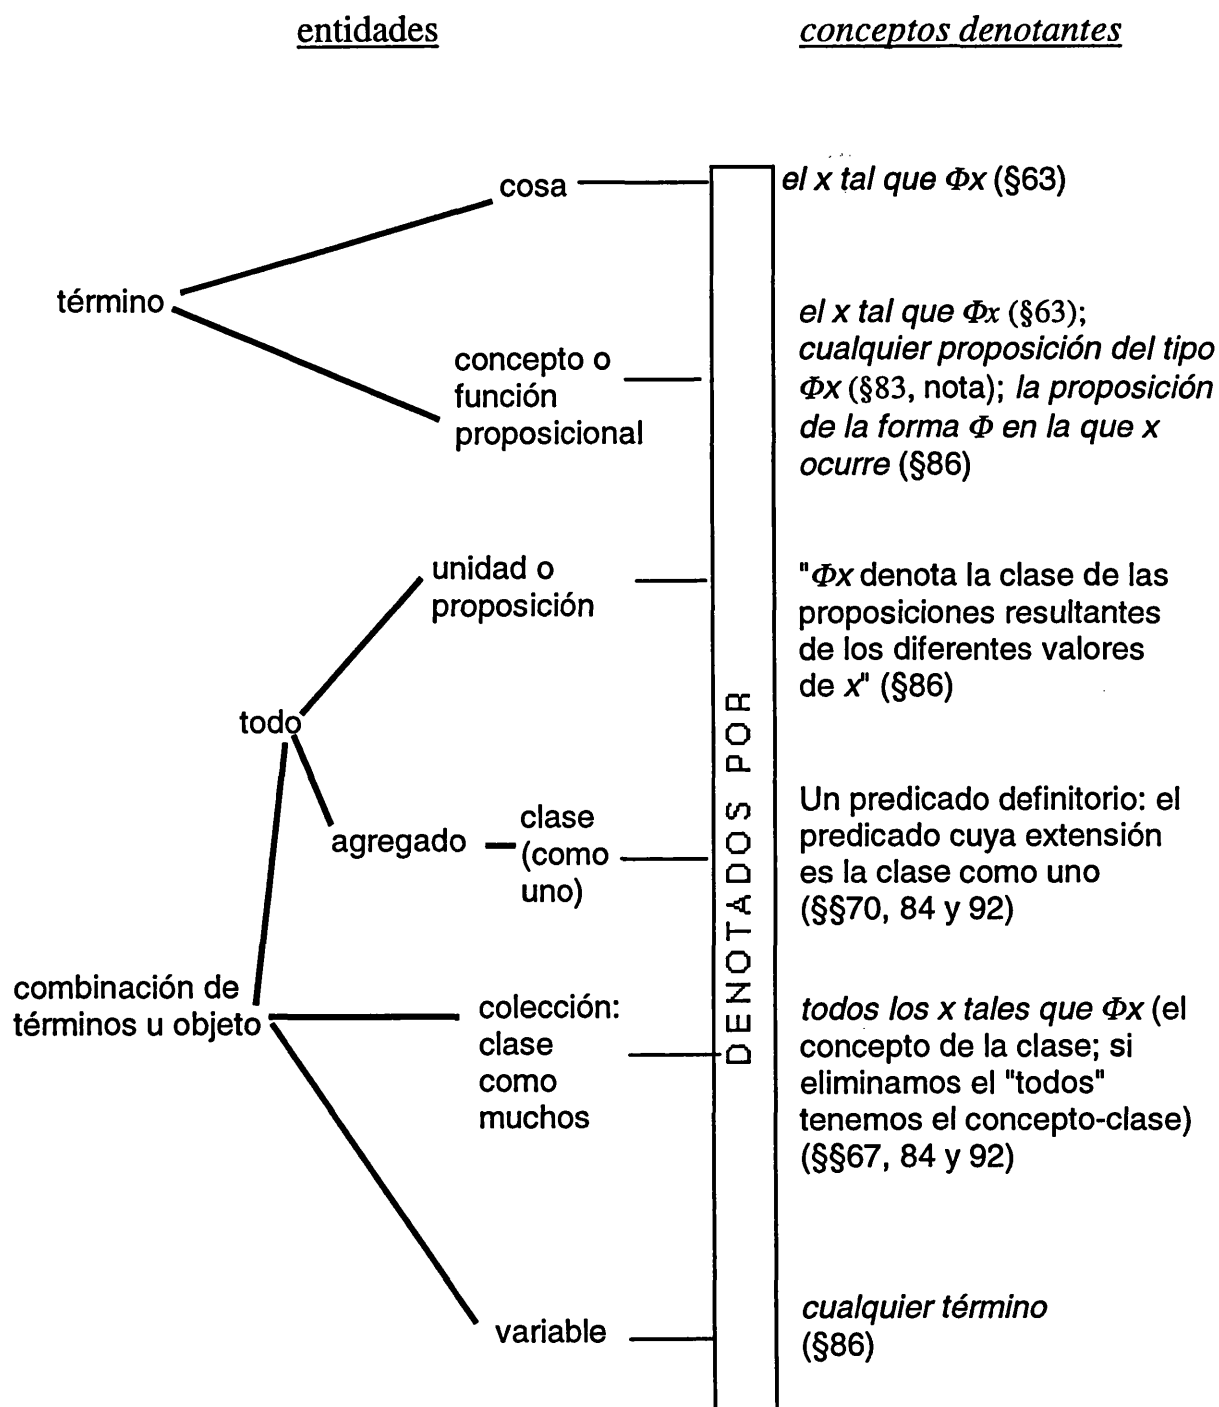 entidades
conceptos denotantes
cosa
el x tal que Φx (§63)
término
concepto o
función
proposicional
el x tal que Φx (§63);
cualquier proposición del tipo
Φx (§83, nota); la proposición
de la forma Φ en la que x
ocurre (§86)
unidad o
proposición
"Φx denota la clase de las
proposiciones resultantes
de los diferentes valores
de x" (§86)
todo
agregado
clase
(como
uno)
Un predicado definitorio: el
predicado cuya extensión
es la clase como uno
(§§70, 84 y 92)
DENOTADOS POR
combinación de
términos u objeto
colección:
clase
como
muchos
todos los x tales que Φx (el
concepto de la clase; si
eliminamos el "todos"
tenemos el concepto-clase)
(§§67, 84 y 92)
variable
cualquier término
(§86)